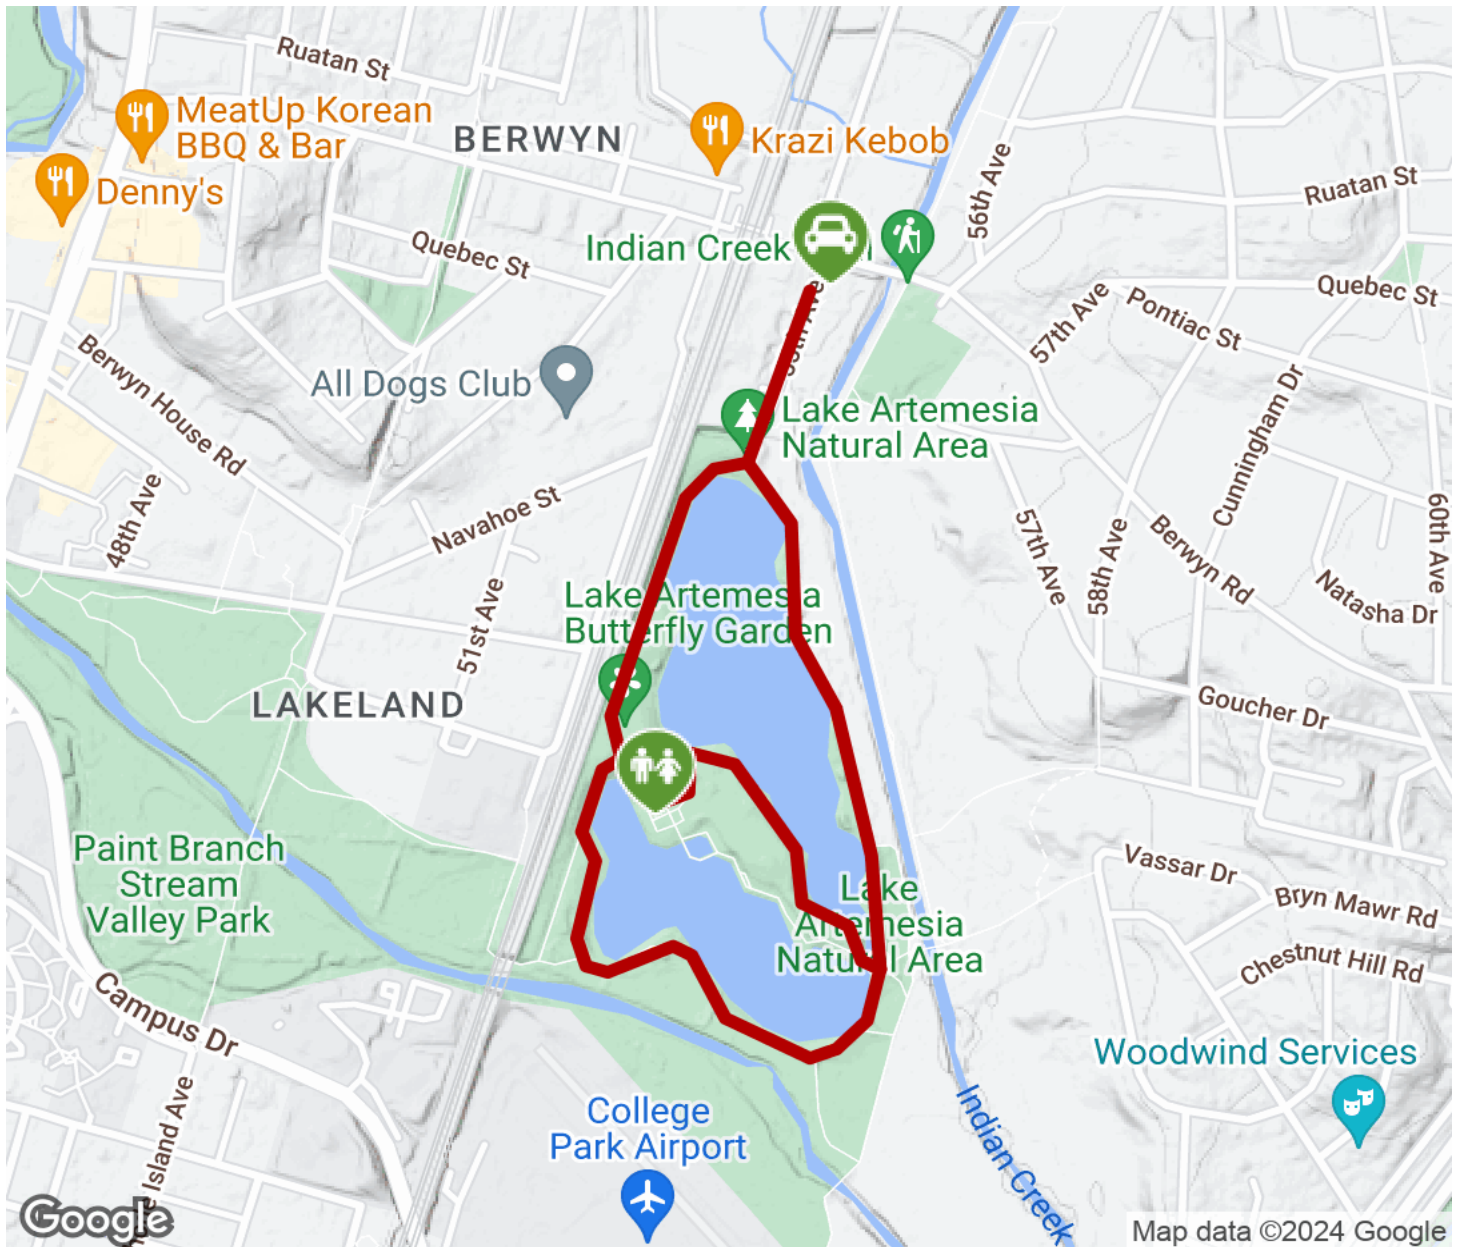 Ruatan St
MeatUp Korean
BBQ & Bar
BERWYN
Krazi Kebob
Denny's
56th Ave
Ruatan St
Quebec St
Indian Creek
Quebec St
57th Ave
Pontiac St
Berwyn House Rd
All Dogs Club
Lake Artemesia
Natural Area
Cunningham Dr
48th Ave
Navahoe St
57th Ave
58th Ave
Berwyn Rd
60th Ave
Natasha Dr
Lake Artemesia
Butterfly Garden
51st Ave
LAKELAND
Goucher Dr
Paint Branch
Stream
Valley Park
Vassar Dr
Bryn Mawr Rd
Lake
Artemesia
Natural Area
Chestnut Hill Rd
Campus Dr
Woodwind Services
College
Park Airport
Island Ave
Indian Creek
Google
Map data ©2024 Google